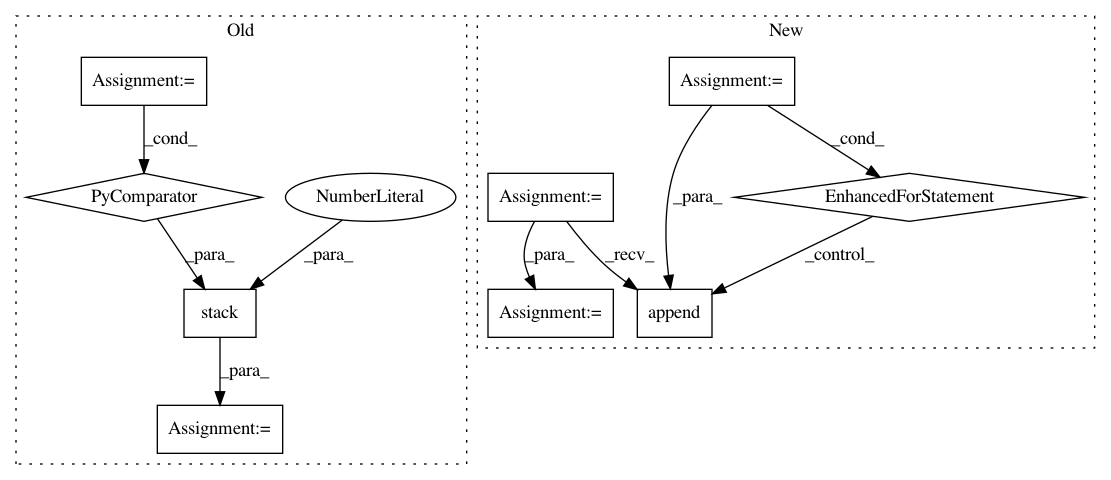 Old
New
Assignment:=
Assignment:=
_cond_
_cond_
PyComparator
NumberLiteral
Assignment:=
EnhancedForStatement
_para_
_para_
_para_
_para_
_recv_
_control_
stack
Assignment:=
append
_para_
Assignment:=